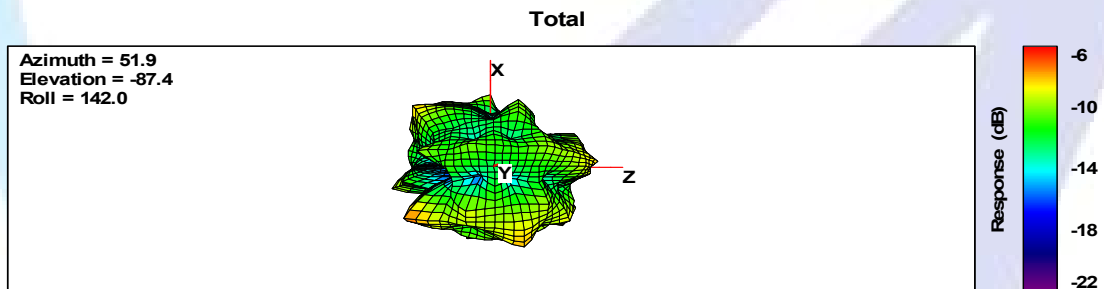 Total
Azimuth = 51.9
Elevation = -87.4
Roll = 142.0
X
Y
Z
Response (dB)
-6
-10
-14
-18
-22